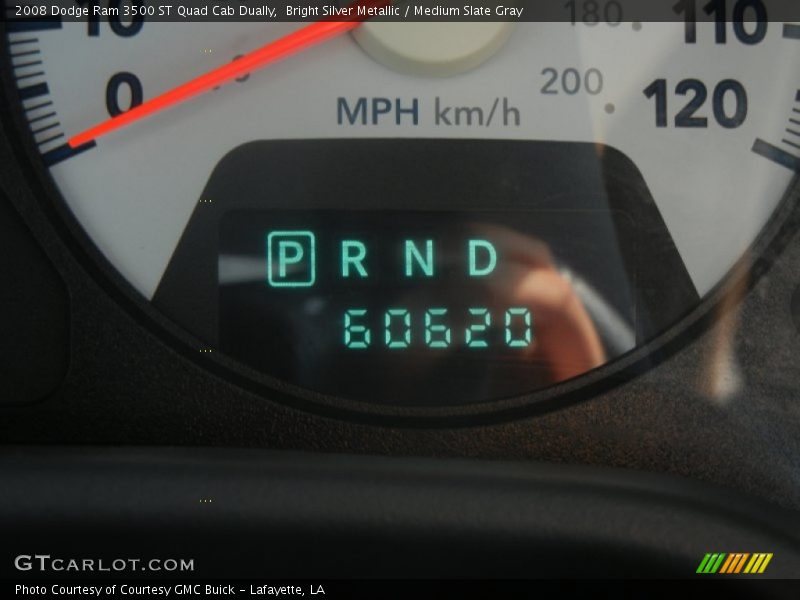 2008 Dodge Ram 3500 ST Quad Cab Dually,  Bright Silver Metallic / Medium Slate Gray
10 180 110
0 200 120
MPH km/h
P R N D
60620
GTCARLOT.COM
Photo Courtesy of Courtesy GMC Buick - Lafayette, LA